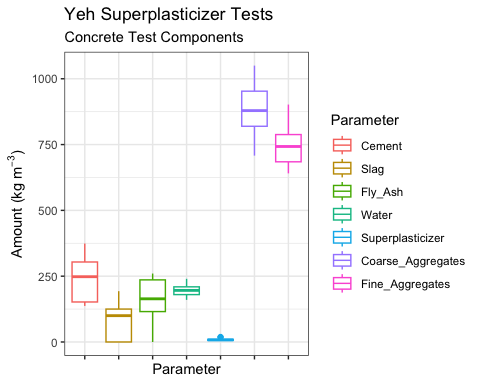 Yeh Superplasticizer Tests
Concrete Test Components
Amount (kg m⁻³)
1000
750
500
250
0
Parameter
Parameter
Cement
Slag
Fly_Ash
Water
Superplasticizer
Coarse_Aggregates
Fine_Aggregates